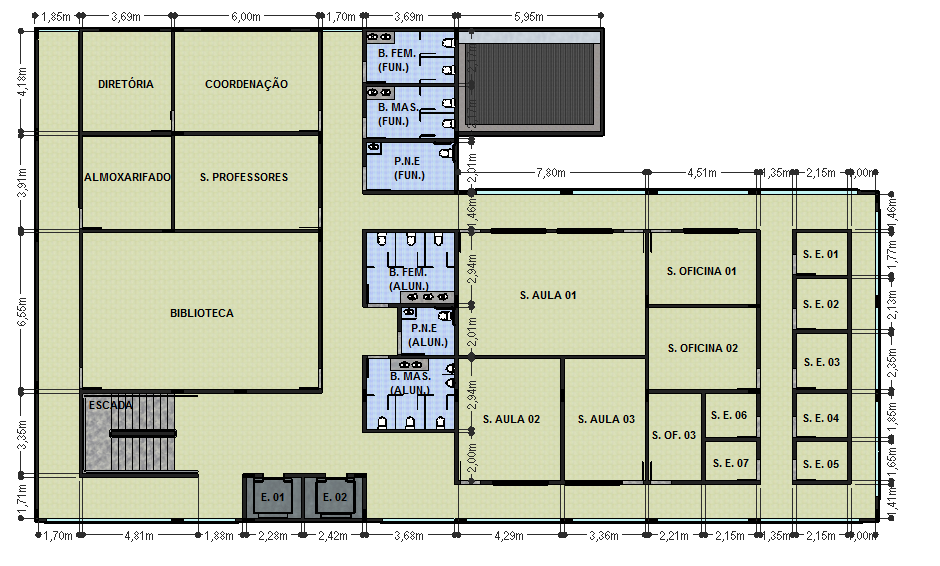 1,85m 3,69m 6,00m 1,70m 3,69m 5,95m
4,18m
DIRETÓRIA
COORDENAÇÃO
B. FEM.
(FUN.)
2,17m
B. MAS.
(FUN.)
2,17m
3,91m
ALMOXARIFADO
S. PROFESSORES
P.N.E
(FUN.)
2,01m
7,80m 4,51m 1,35m 2,15m
1,46m
1,46m
6,55m
BIBLIOTECA
B. FEM.
(ALUN.)
2,94m
S. AULA 01
S. OFICINA 01
S. E. 01
1,77m
S. E. 02
2,13m
P.N.E
(ALUN.)
2,01m
S. OFICINA 02
S. E. 03
2,35m
B. MAS.
(ALUN.)
2,94m
3,35m
ESCADA
S. AULA 02
S. AULA 03
S. OF. 03
S. E. 06
S. E. 04
1,85m
2,00m
S. E. 07
S. E. 05
1,65m
1,71m
E. 01
E. 02
1,41m
1,70m 4,81m 1,88m 2,28m 2,42m 3,68m 4,29m 3,36m 2,21m 2,15m 1,35m 2,15m